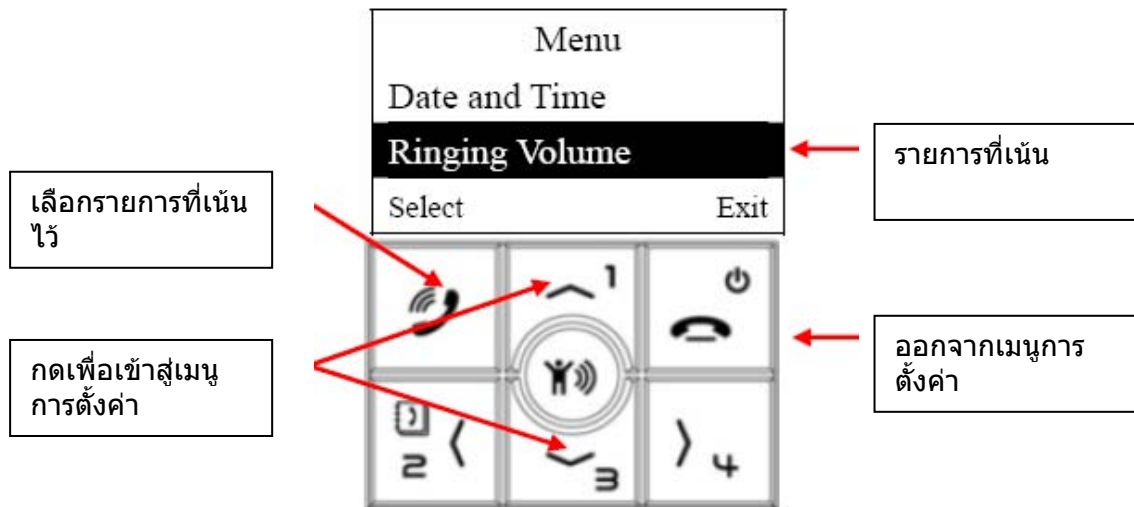 Menu
Date and Time
Ringing Volume
Select Exit
รายการที่เน้น
เลือกรายการที่เน้น
ไว้
1
กดเพื่อเข้าสู่เมนู
การตั้งค่า
ออกจากเมนูการ
ตั้งค่า
2 3 4